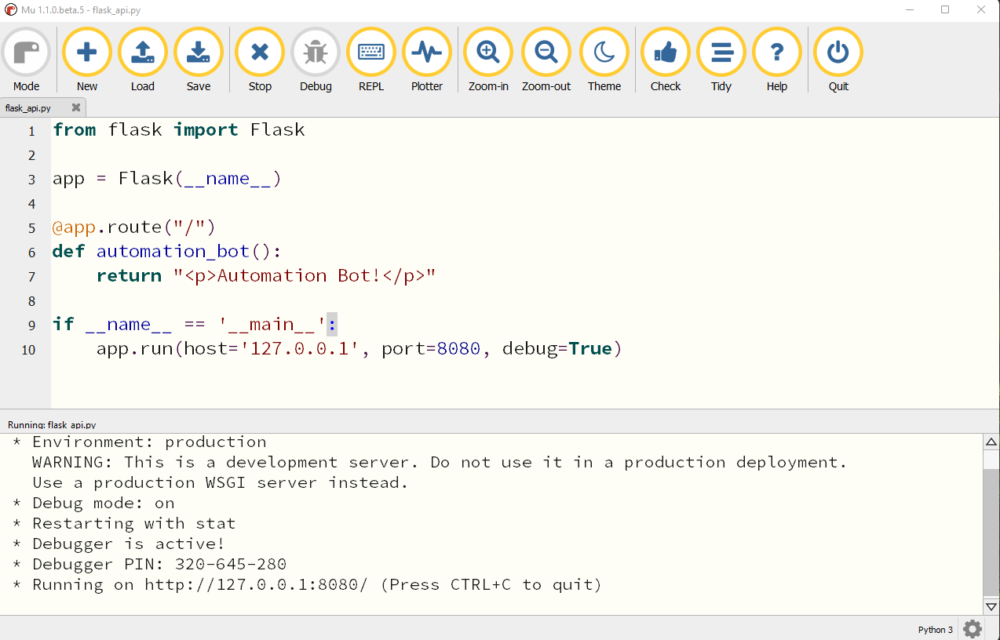 Mu 1.1.0.beta.5 - flask_api.py
Mode New Load Save Stop Debug REPL Plotter Zoom-in Zoom-out Theme Check Tidy Help Quit
flask_api.py
1 from flask import Flask
2
3 app = Flask(__name__)
4
5 @app.route("/")
6 def automation_bot():
7     return "<p>Automation Bot!</p>"
8
9 if __name__ == '__main__':
10     app.run(host='127.0.0.1', port=8080, debug=True)
Running: flask_api.py
* Environment: production
WARNING: This is a development server. Do not use it in a production deployment.
Use a production WSGI server instead.
* Debug mode: on
* Restarting with stat
* Debugger is active!
* Debugger PIN: 320-645-280
* Running on http://127.0.0.1:8080/ (Press CTRL+C to quit)
Python 3